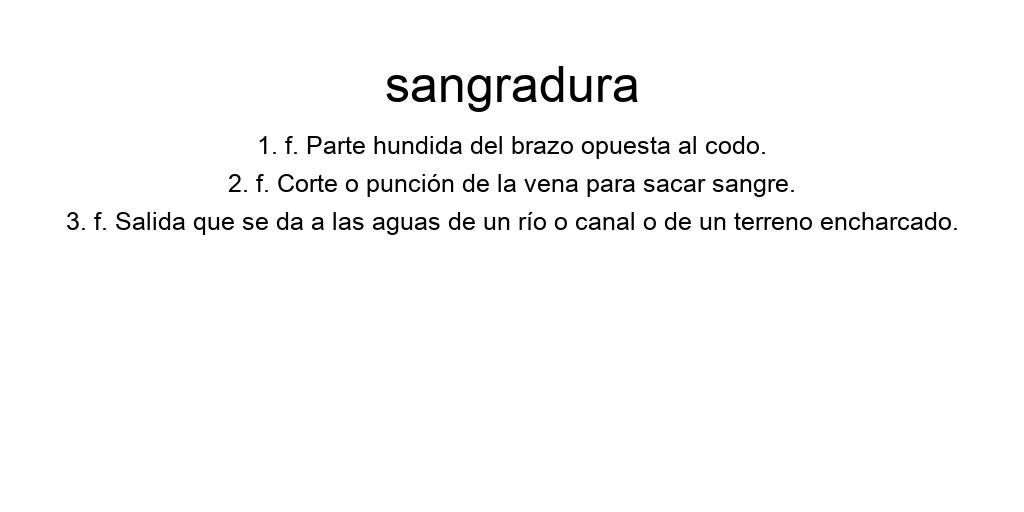 sangradura
1. f. Parte hundida del brazo opuesta al codo.
2. f. Corte o punción de la vena para sacar sangre.
3. f. Salida que se da a las aguas de un río o canal o de un terreno encharcado.